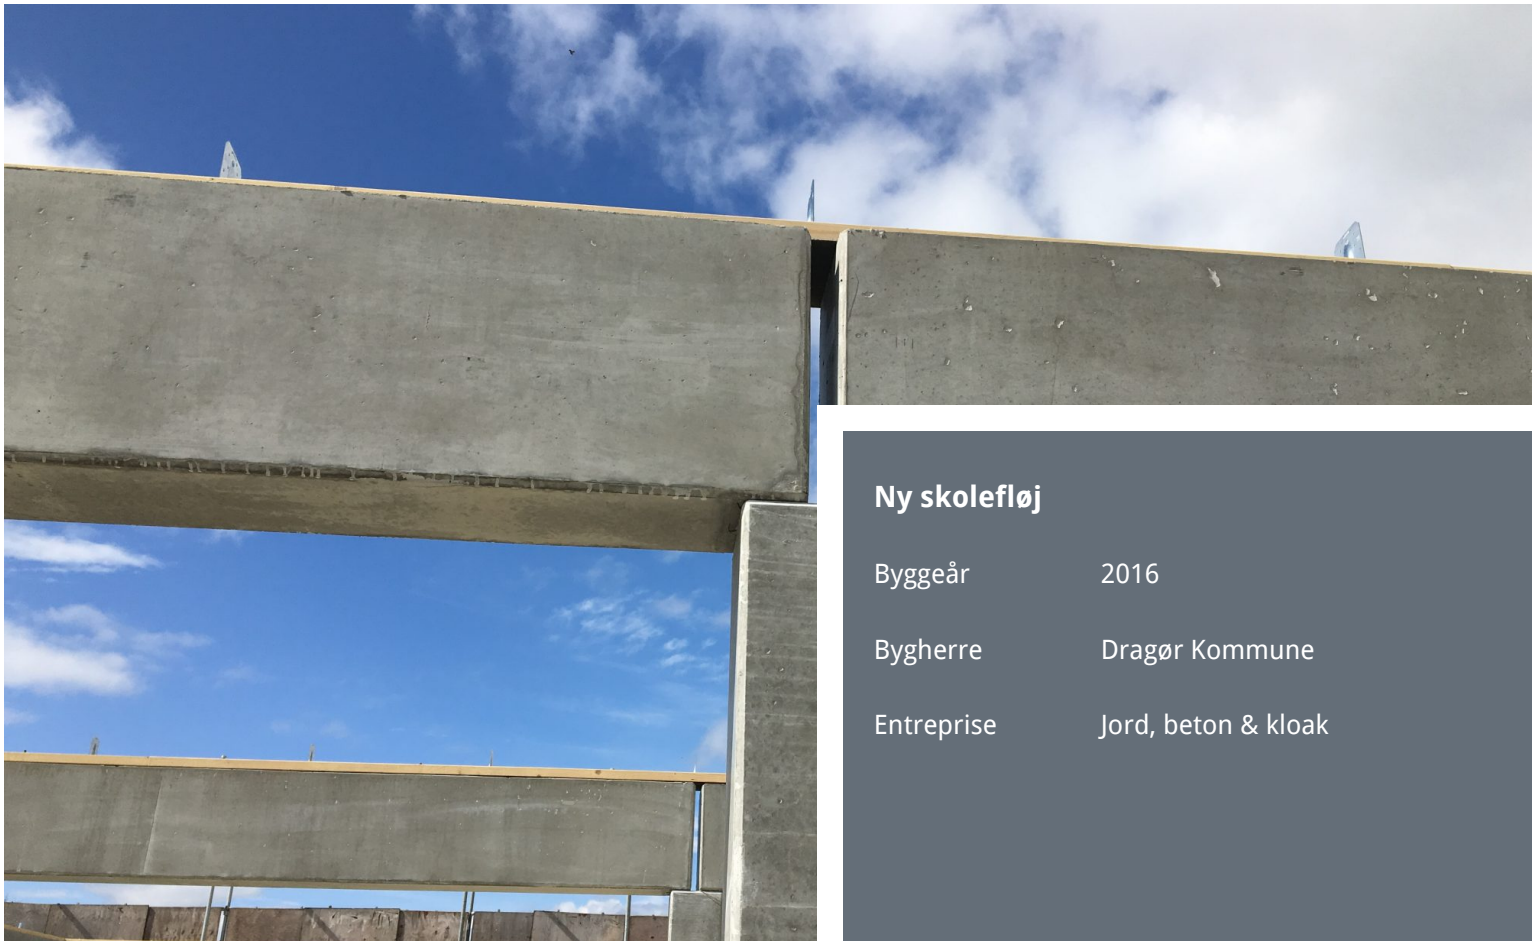 Ny skolefløj
Byggeår 2016
Bygherre Dragør Kommune
Entreprise Jord, beton & kloak